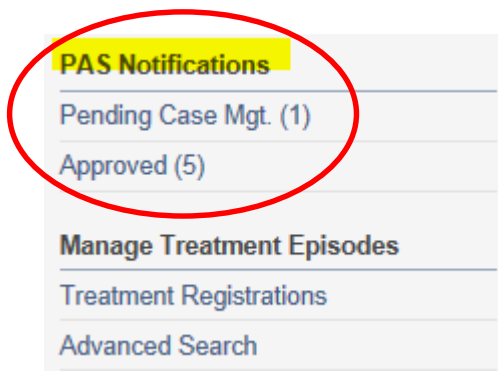 PAS Notifications
Pending Case Mgt. (1)
Approved (5)
Manage Treatment Episodes
Treatment Registrations
Advanced Search